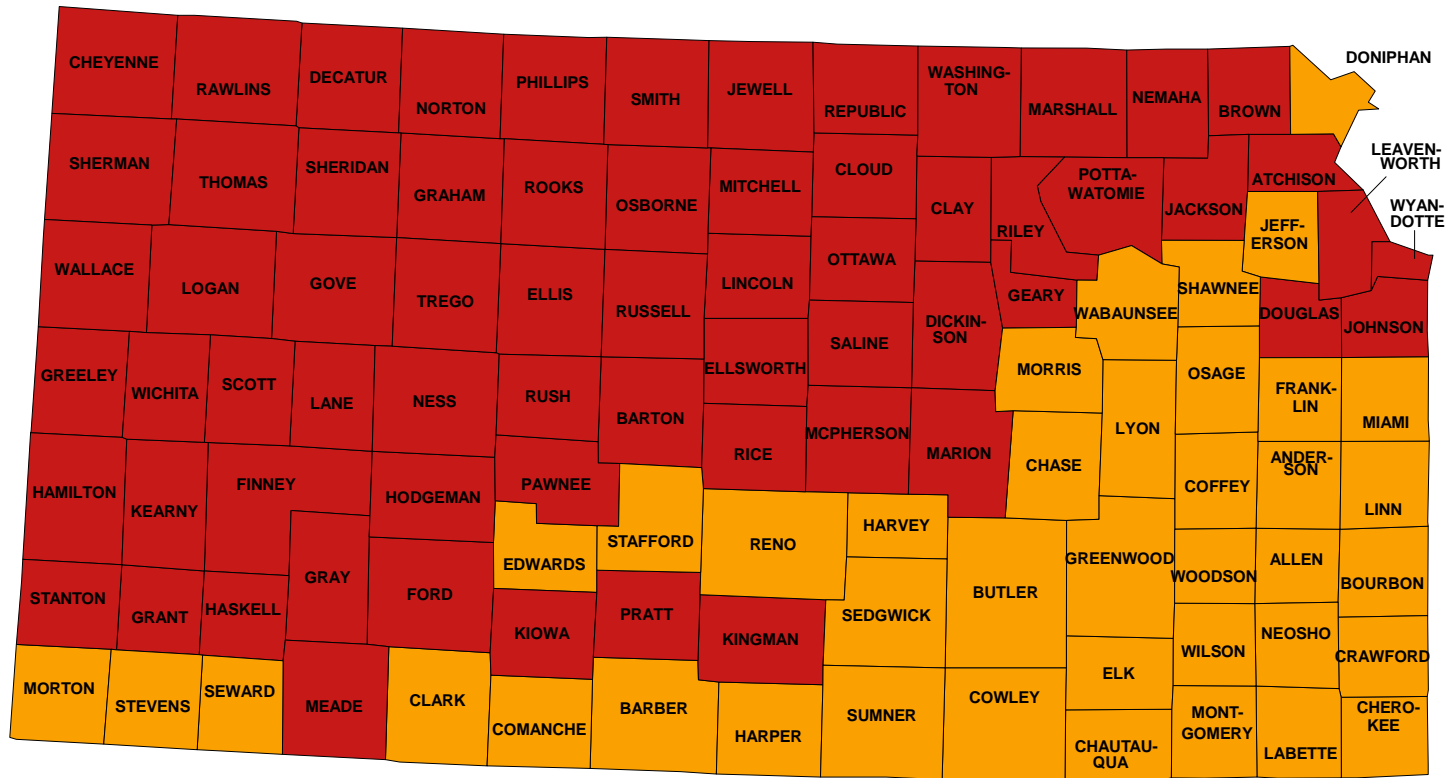 CHEYENNE
RAWLINS
DECATUR
NORTON
PHILLIPS
SMITH
JEWELL
REPUBLIC
WASHING-
TON
MARSHALL
NEMAHA
BROWN
DONIPHAN
SHERMAN
THOMAS
SHERIDAN
GRAHAM
ROOKS
OSBORNE
MITCHELL
CLOUD
CLAY
RILEY
POTTA-
WATOMIE
JACKSON
ATCHISON
LEAVEN-
WORTH
WYAN-
DOTTE
JEFF-
ERSON
WALLACE
LOGAN
GOVE
TREGO
ELLIS
RUSSELL
LINCOLN
OTTAWA
DICKIN-
SON
GEARY
WABAUNSEE
SHAWNEE
DOUGLAS
JOHNSON
GREELEY
WICHITA
SCOTT
LANE
NESS
RUSH
BARTON
ELLSWORTH
SALINE
MORRIS
OSAGE
FRANK-
LIN
MIAMI
HAMILTON
KEARNY
FINNEY
HODGEMAN
PAWNEE
RICE
MCPHERSON
MARION
CHASE
LYON
COFFEY
ANDER-
SON
LINN
STANTON
GRANT
HASKELL
GRAY
FORD
EDWARDS
STAFFORD
RENO
HARVEY
SEDGWICK
BUTLER
GREENWOOD
WOODSON
ALLEN
BOURBON
KIOWA
PRATT
KINGMAN
ELK
WILSON
NEOSHO
CRAWFORD
MORTON
STEVENS
SEWARD
MEADE
CLARK
COMANCHE
BARBER
HARPER
SUMNER
COWLEY
CHAUTAU-
QUA
MONT-
GOMERY
LABETTE
CHERO-
KEE